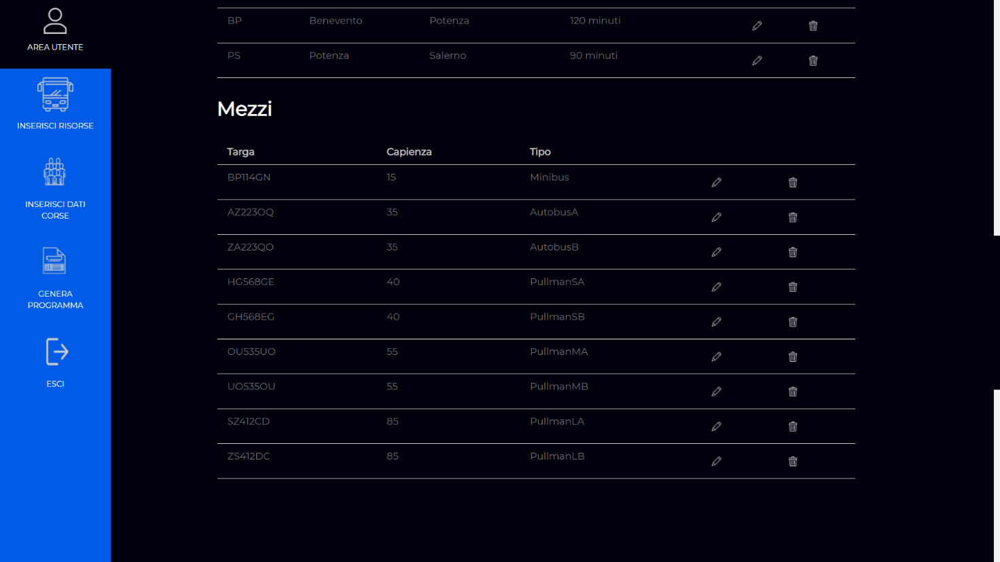 AREA UTENTE
INSERISCI RISORSE
INSERISCI DATI
CORSE
GENERA
PROGRAMMA
ESCI
BP Benevento Potenza 120 minuti
PS Potenza Salerno 90 minuti
Mezzi
Targa Capienza Tipo
BP114GN 15 Minibus
AZ223OQ 35 AutobusA
ZA223QO 35 AutobusB
HG568GE 40 PullmanSA
GH568EG 40 PullmanSB
OU535UO 55 PullmanMA
UO535OU 55 PullmanMB
SZ412CD 85 PullmanLA
ZS412DC 85 PullmanLB